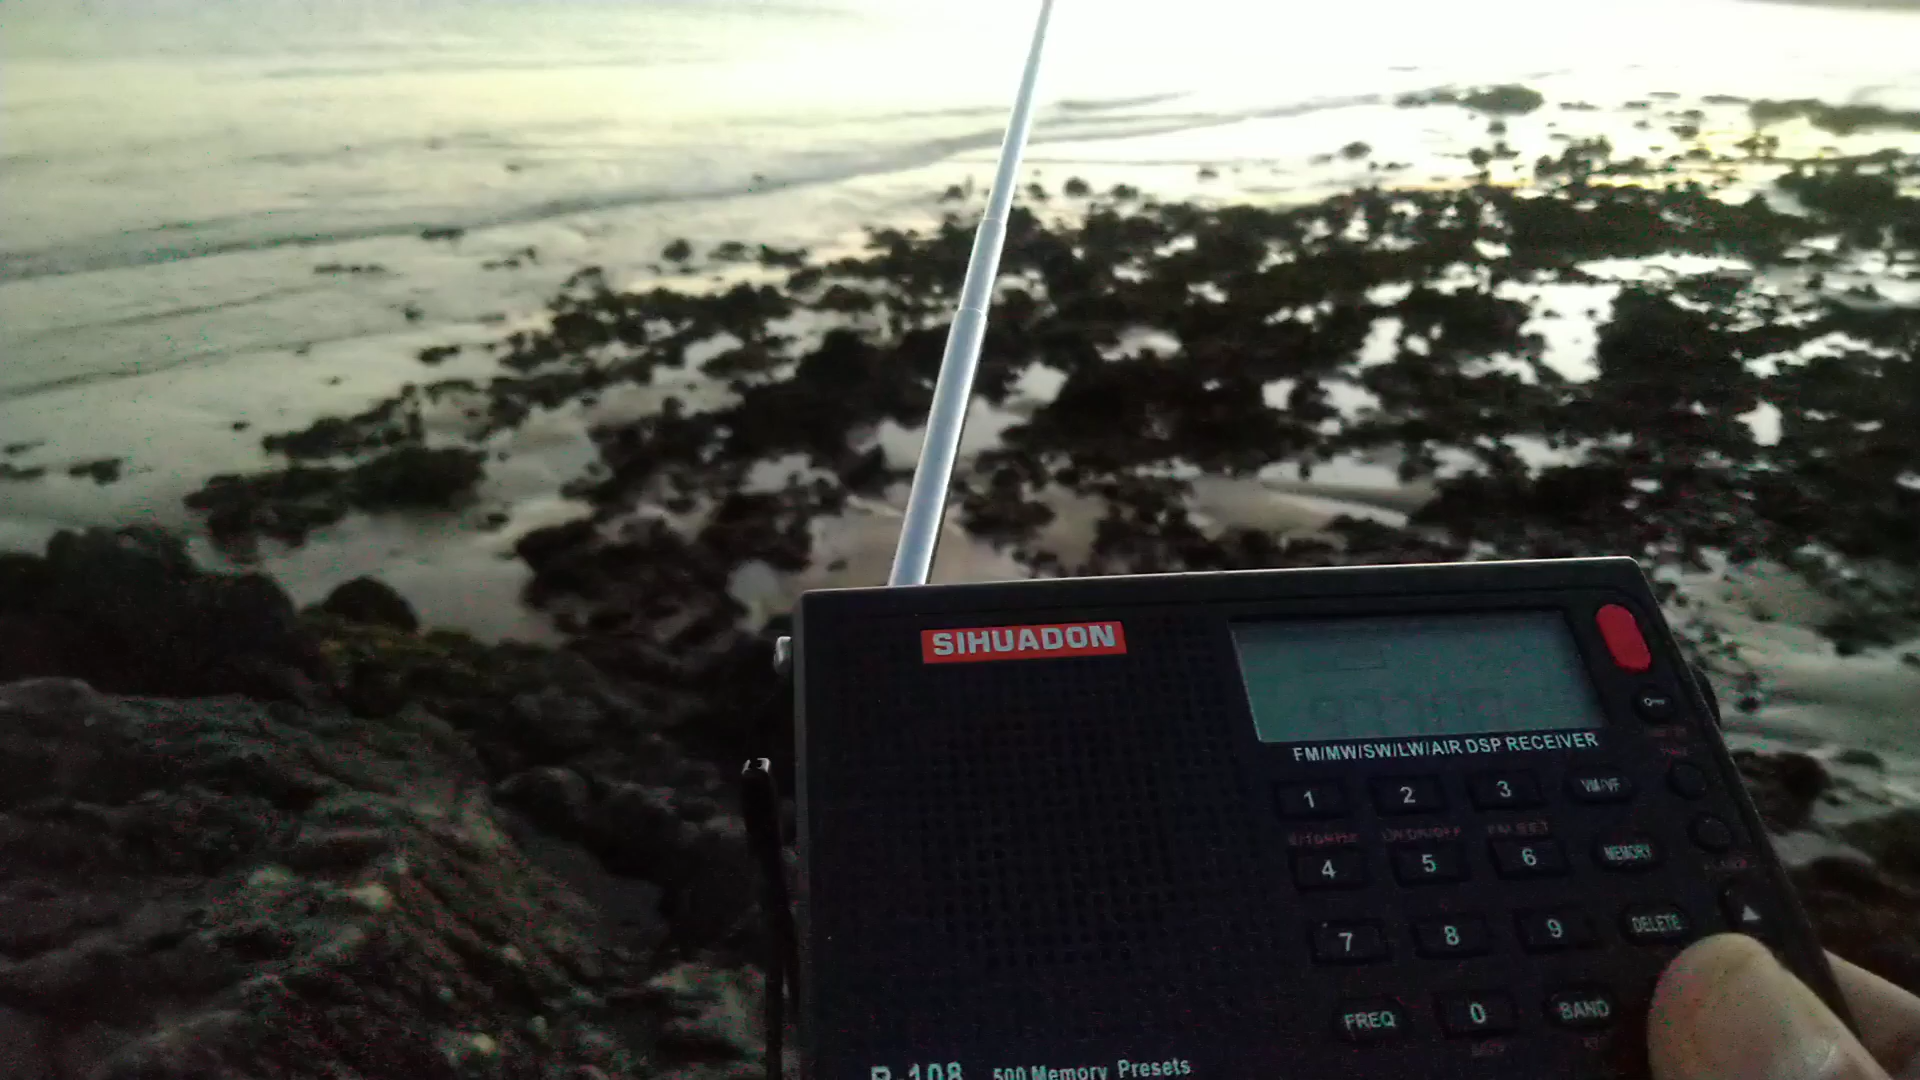 SIHUADON
FM/MW/SW/LW/AIR DSP RECEIVER
1 2 3 VM/VF
4 5 6 MEMORY
7 8 9 DELETE
FREQ 0 BAND
R-108 500 Memory Presets